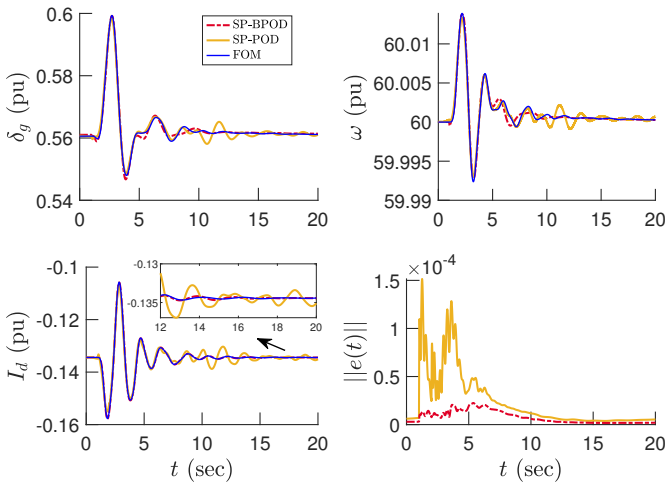 0.6
0.58
0.56
0.54
δg (pu)
0 5 10 15 20
SP-BPOD
SP-POD
FOM
60.01
60.005
60
59.995
59.99
ω (pu)
0 5 10 15 20
-0.1
-0.12
-0.14
-0.16
I_d (pu)
-0.13
-0.135
12 14 16 18 20
0 5 10 15 20
t (sec)
×10^-4
1.5
1
0.5
0
||e(t)||
0 5 10 15 20
t (sec)